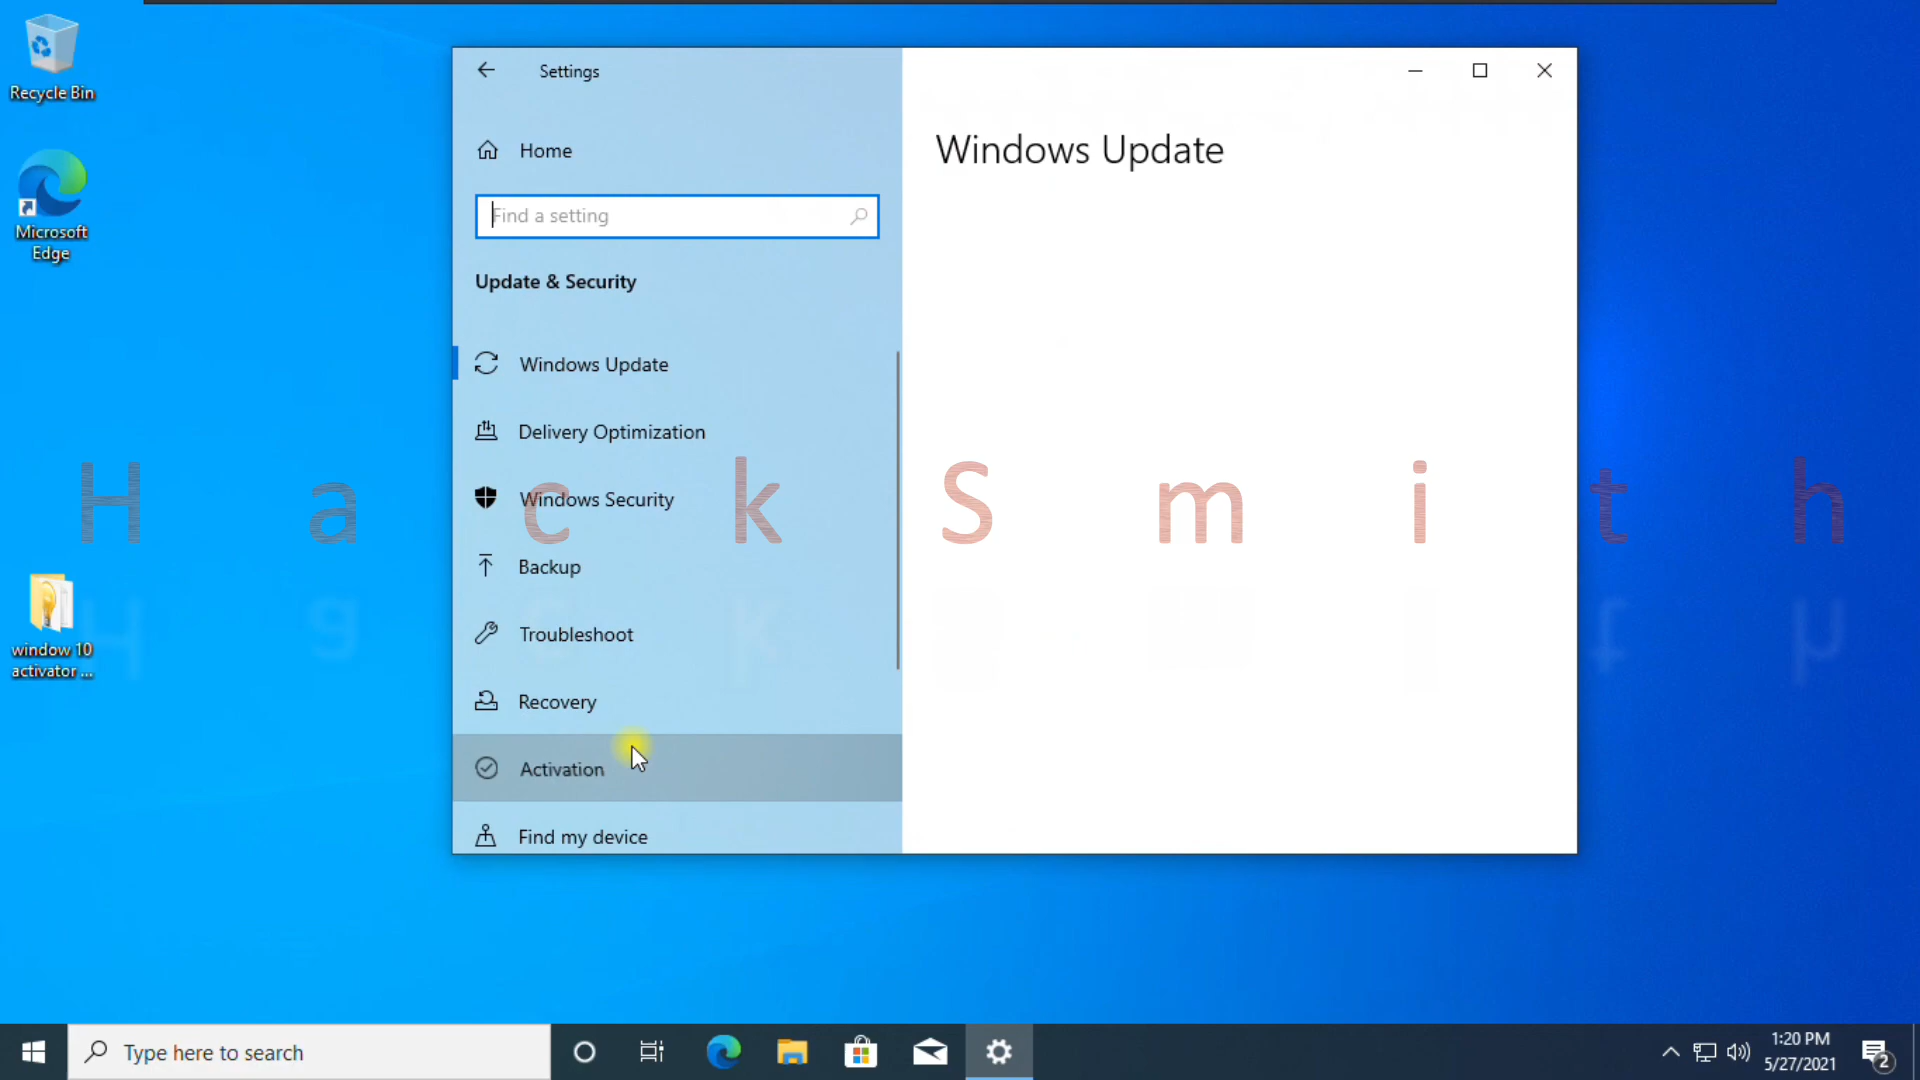 Recycle Bin
Microsoft
Edge
window 10
activator ...
Settings
Home
Find a setting
Update & Security
Windows Update
Delivery Optimization
Windows Security
Backup
Troubleshoot
Recovery
Activation
Find my device
Windows Update
H a c k S m i t h
Type here to search
1:20 PM
5/27/2021
2